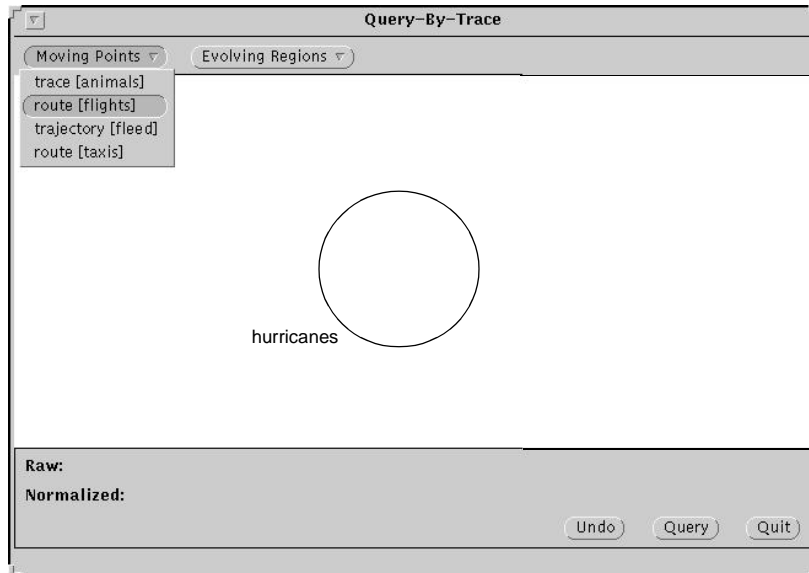 Query-By-Trace
Moving Points Evolving Regions
trace [animals]
route [flights]
trajectory [fleed]
route [taxis]
hurricanes
Raw:
Normalized:
Undo Query Quit